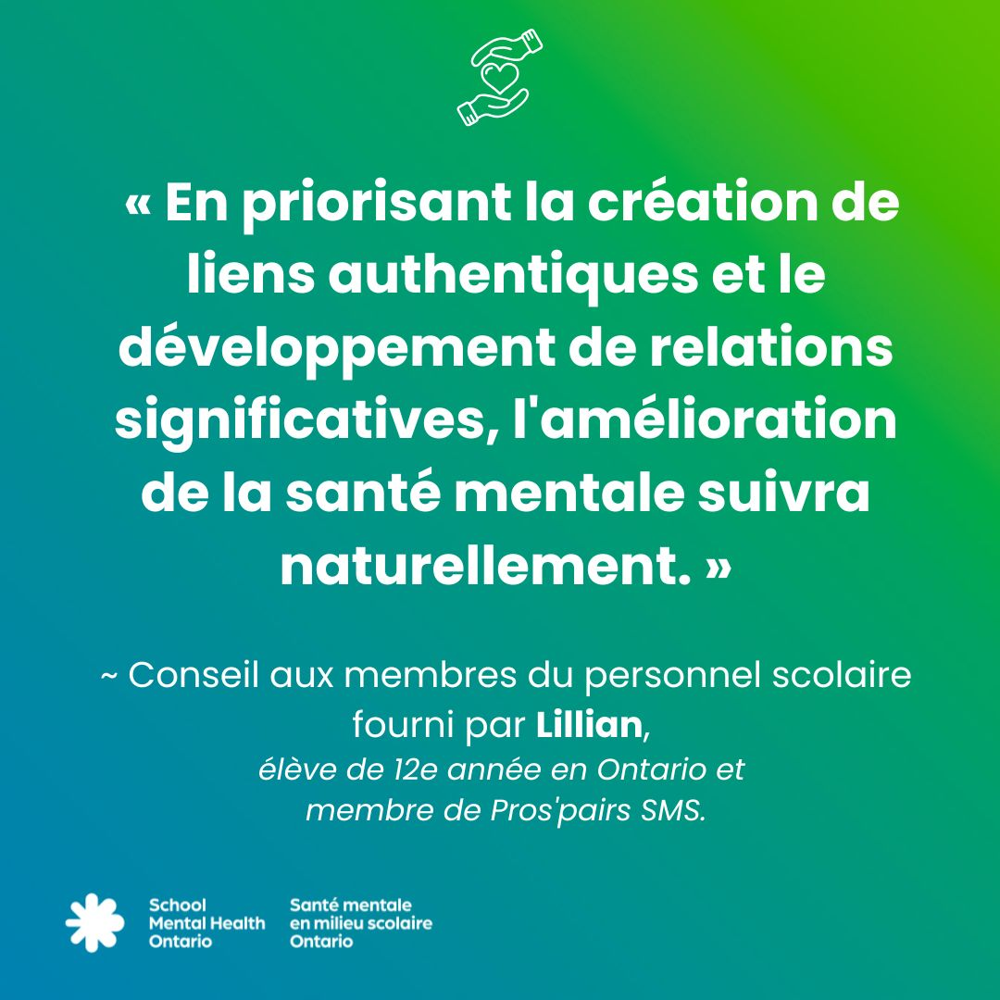 « En priorisant la création de
liens authentiques et le
développement de relations
significatives, l'amélioration
de la santé mentale suivra
naturellement. »
~ Conseil aux membres du personnel scolaire
fourni par Lillian,
élève de 12e année en Ontario et
membre de Pros'pairs SMS.
School
Mental Health
Ontario
Santé mentale
en milieu scolaire
Ontario